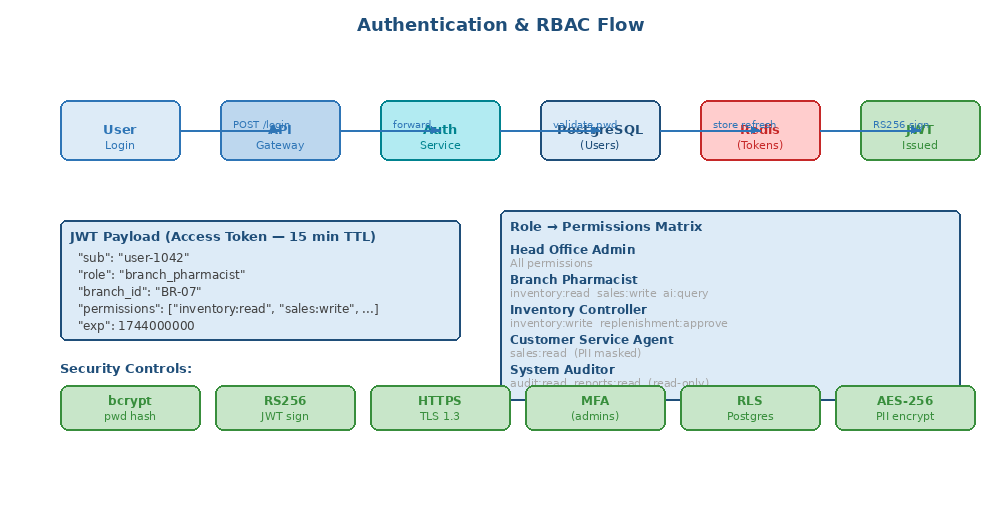 Authentication & RBAC Flow
User
Login
POST /login
API
Gateway
forward
Auth
Service
validate pwd
PostgreSQL
(Users)
store refresh
Redis
(Tokens)
RS256 sign
JWT
Issued
JWT Payload (Access Token — 15 min TTL)
"sub": "user-1042"
"role": "branch_pharmacist"
"branch_id": "BR-07"
"permissions": ["inventory:read", "sales:write", ...]
"exp": 1744000000
Role → Permissions Matrix
Head Office Admin
All permissions
Branch Pharmacist
inventory:read  sales:write  ai:query
Inventory Controller
inventory:write  replenishment:approve
Customer Service Agent
sales:read  (PII masked)
System Auditor
audit:read  reports:read  (read-only)
Security Controls:
bcrypt
pwd hash
RS256
JWT sign
HTTPS
TLS 1.3
MFA
(admins)
RLS
Postgres
AES-256
PII encrypt